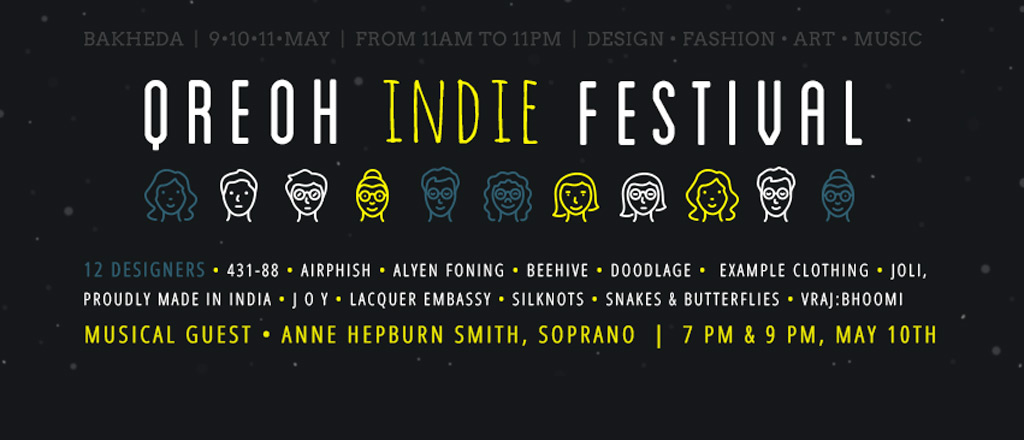 BAKHEDA | 9•10•11•MAY | FROM 11AM TO 11PM | DESIGN • FASHION • ART • MUSIC
QREOH INDIE FESTIVAL
12 DESIGNERS • 431-88 • AIRPHISH • ALYEN FONING • BEEHIVE • DOODLAGE • EXAMPLE CLOTHING • JOLI,
PROUDLY MADE IN INDIA • J O Y • LACQUER EMBASSY • SILKNOTS • SNAKES & BUTTERFLIES • VRAJ:BHOOMI
MUSICAL GUEST • ANNE HEPBURN SMITH, SOPRANO | 7 PM & 9 PM, MAY 10TH